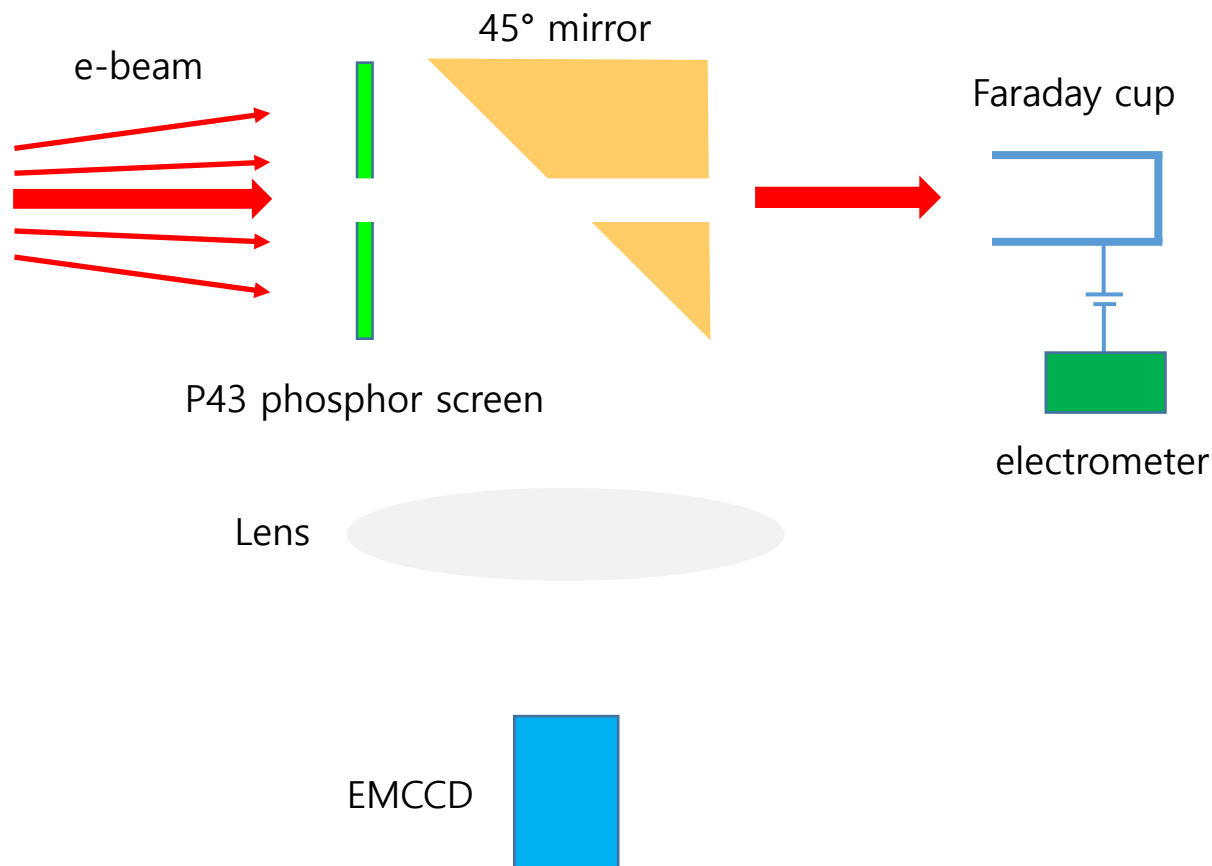 45° mirror
e-beam
Faraday cup
P43 phosphor screen
electrometer
Lens
EMCCD